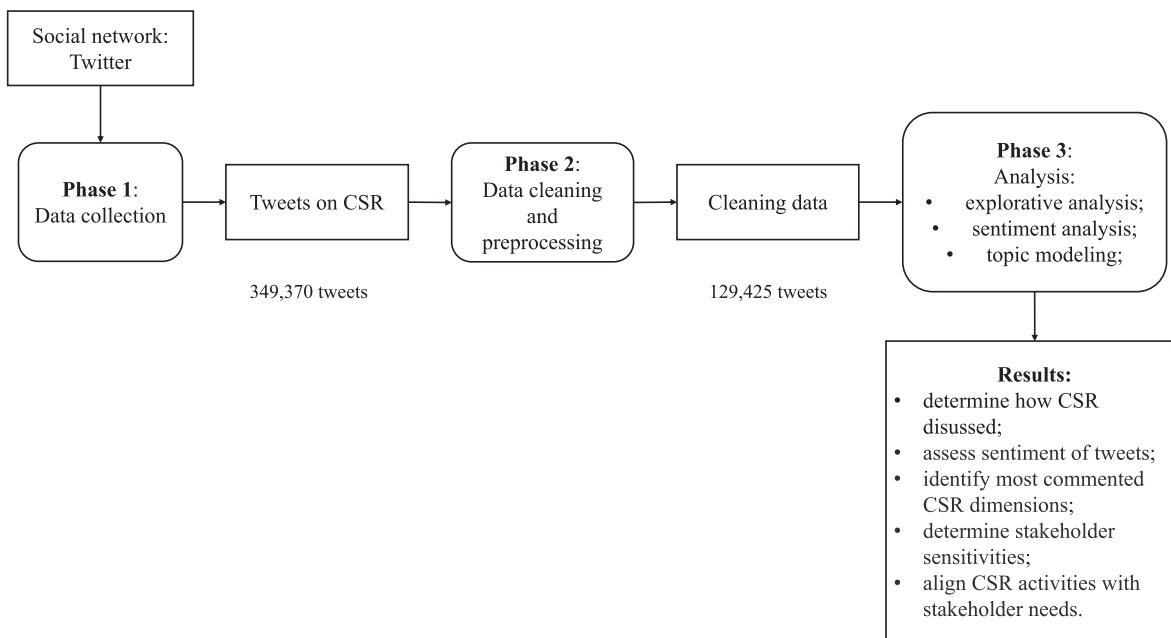 Social network:
Twitter
Phase 1:
Data collection
Tweets on CSR
349,370 tweets
Phase 2:
Data cleaning
and
preprocessing
Cleaning data
129,425 tweets
Phase 3:
Analysis:
• explorative analysis;
• sentiment analysis;
• topic modeling;
Results:
• determine how CSR
disussed;
• assess sentiment of tweets;
• identify most commented
CSR dimensions;
• determine stakeholder
sensitivities;
• align CSR activities with
stakeholder needs.